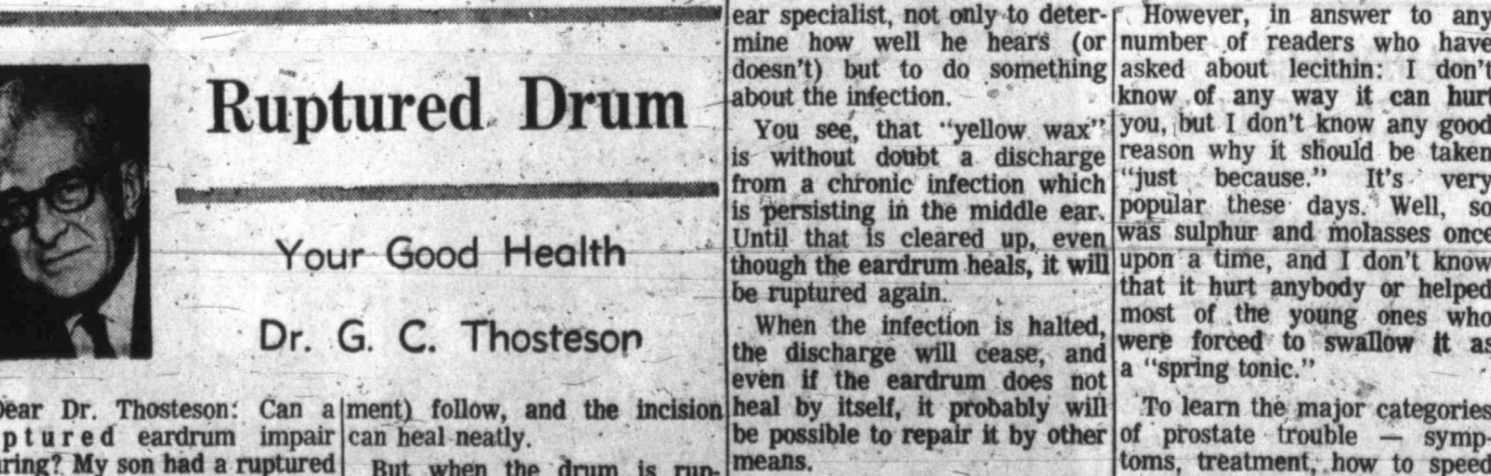 Ruptured Drum
Your Good Health
Dr. G. C. Thosteson
Dear Dr. Thosteson: Can a
ptured eardrum impair
ring? My son had a ruptured
ment) follow, and the incision
can heal neatly.
But when the drum is rup-
ear specialist, not only to deter-
mine how well he hears (or
doesn't) but to do something
about the infection.
You see, that "yellow wax"
is without doubt a discharge
from a chronic infection which
is persisting in the middle ear.
Until that is cleared up, even
though the eardrum heals, it will
be ruptured again.
When the infection is halted,
the discharge will cease, and
even if the eardrum does not
heal by itself, it probably will
be possible to repair it by other
means.
However, in answer to any
number of readers who have
asked about lecithin: I don't
know of any way it can hurt
you, but I don't know any good
reason why it should be taken
"just because." It's very
popular these days. Well, so
was sulphur and molasses once
upon a time, and I don't know
that it hurt anybody or helped
most of the young ones who
were forced to swallow it as
a "spring tonic."
To learn the major categories
of prostate trouble — symp-
toms, treatment, how to speed